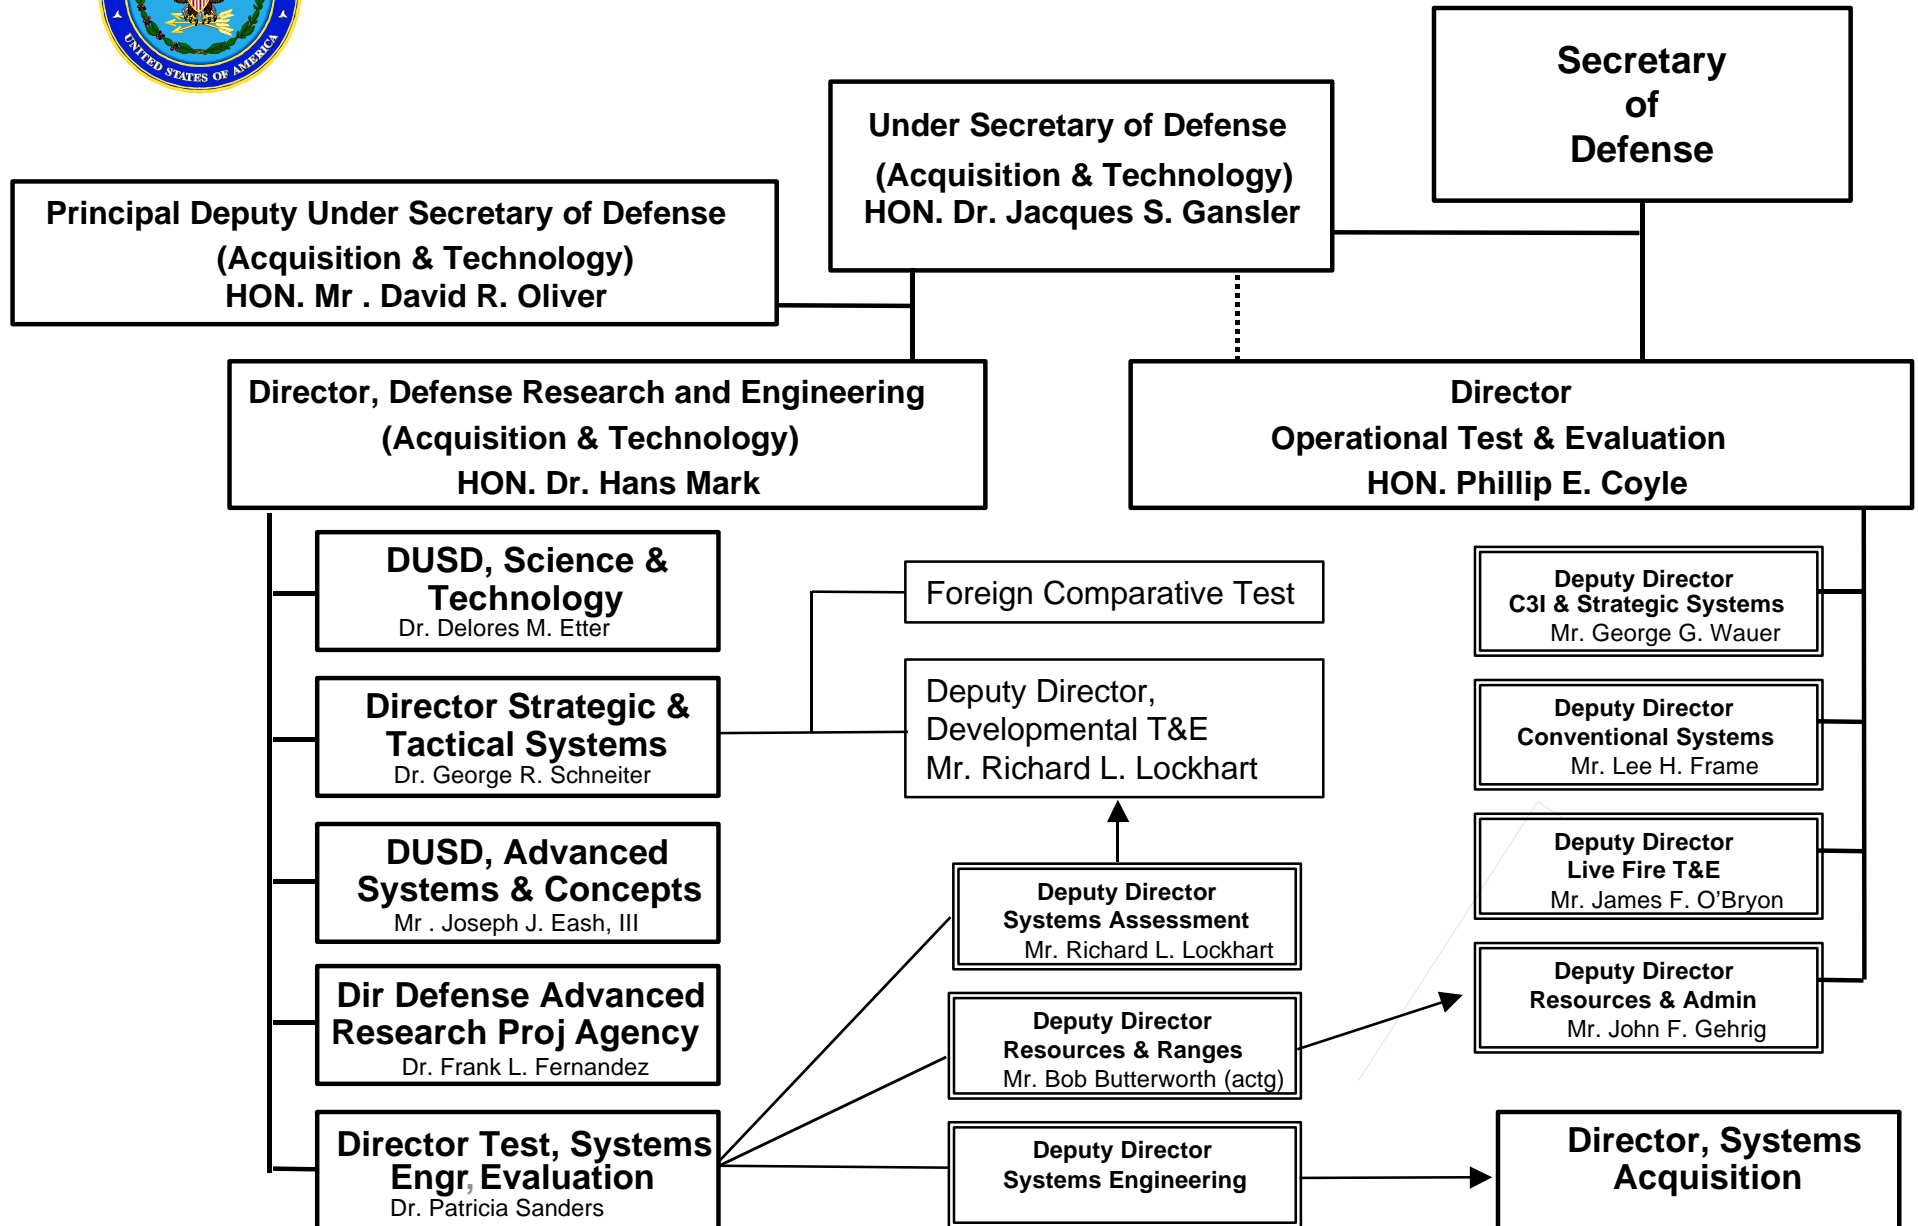 UNITED STATES OF AMERICA
Secretary
of
Defense
Under Secretary of Defense
(Acquisition & Technology)
HON. Dr. Jacques S. Gansler
Principal Deputy Under Secretary of Defense
(Acquisition & Technology)
HON. Mr . David R. Oliver
Director, Defense Research and Engineering
(Acquisition & Technology)
HON. Dr. Hans Mark
Director
Operational Test & Evaluation
HON. Phillip E. Coyle
DUSD, Science &
Technology
Dr. Delores M. Etter
Director Strategic &
Tactical Systems
Dr. George R. Schneiter
DUSD, Advanced
Systems & Concepts
Mr . Joseph J. Eash, III
Dir Defense Advanced
Research Proj Agency
Dr. Frank L. Fernandez
Director Test, Systems
Engr, Evaluation
Dr. Patricia Sanders
Foreign Comparative Test
Deputy Director,
Developmental T&E
Mr. Richard L. Lockhart
Deputy Director
Systems Assessment
Mr. Richard L. Lockhart
Deputy Director
Resources & Ranges
Mr. Bob Butterworth (actg)
Deputy Director
Systems Engineering
Deputy Director
C3I & Strategic Systems
Mr. George G. Wauer
Deputy Director
Conventional Systems
Mr. Lee H. Frame
Deputy Director
Live Fire T&E
Mr. James F. O’Bryon
Deputy Director
Resources & Admin
Mr. John F. Gehrig
Director, Systems
Acquisition